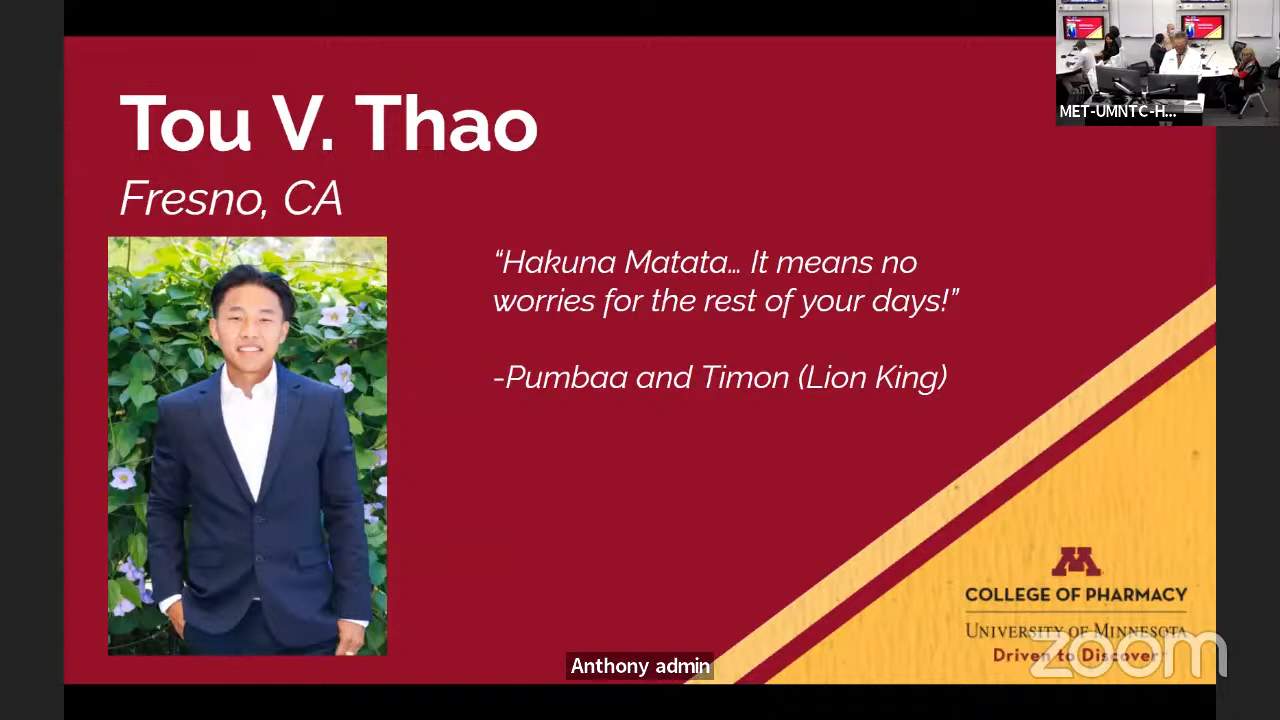 Tou V. Thao
Fresno, CA
“Hakuna Matata… It means no
worries for the rest of your days!”
-Pumbaa and Timon (Lion King)
MET-UMNTC-H...
M
COLLEGE OF PHARMACY
UNIVERSITY OF MINNESOTA
Driven to Discover
zoom
Anthony admin